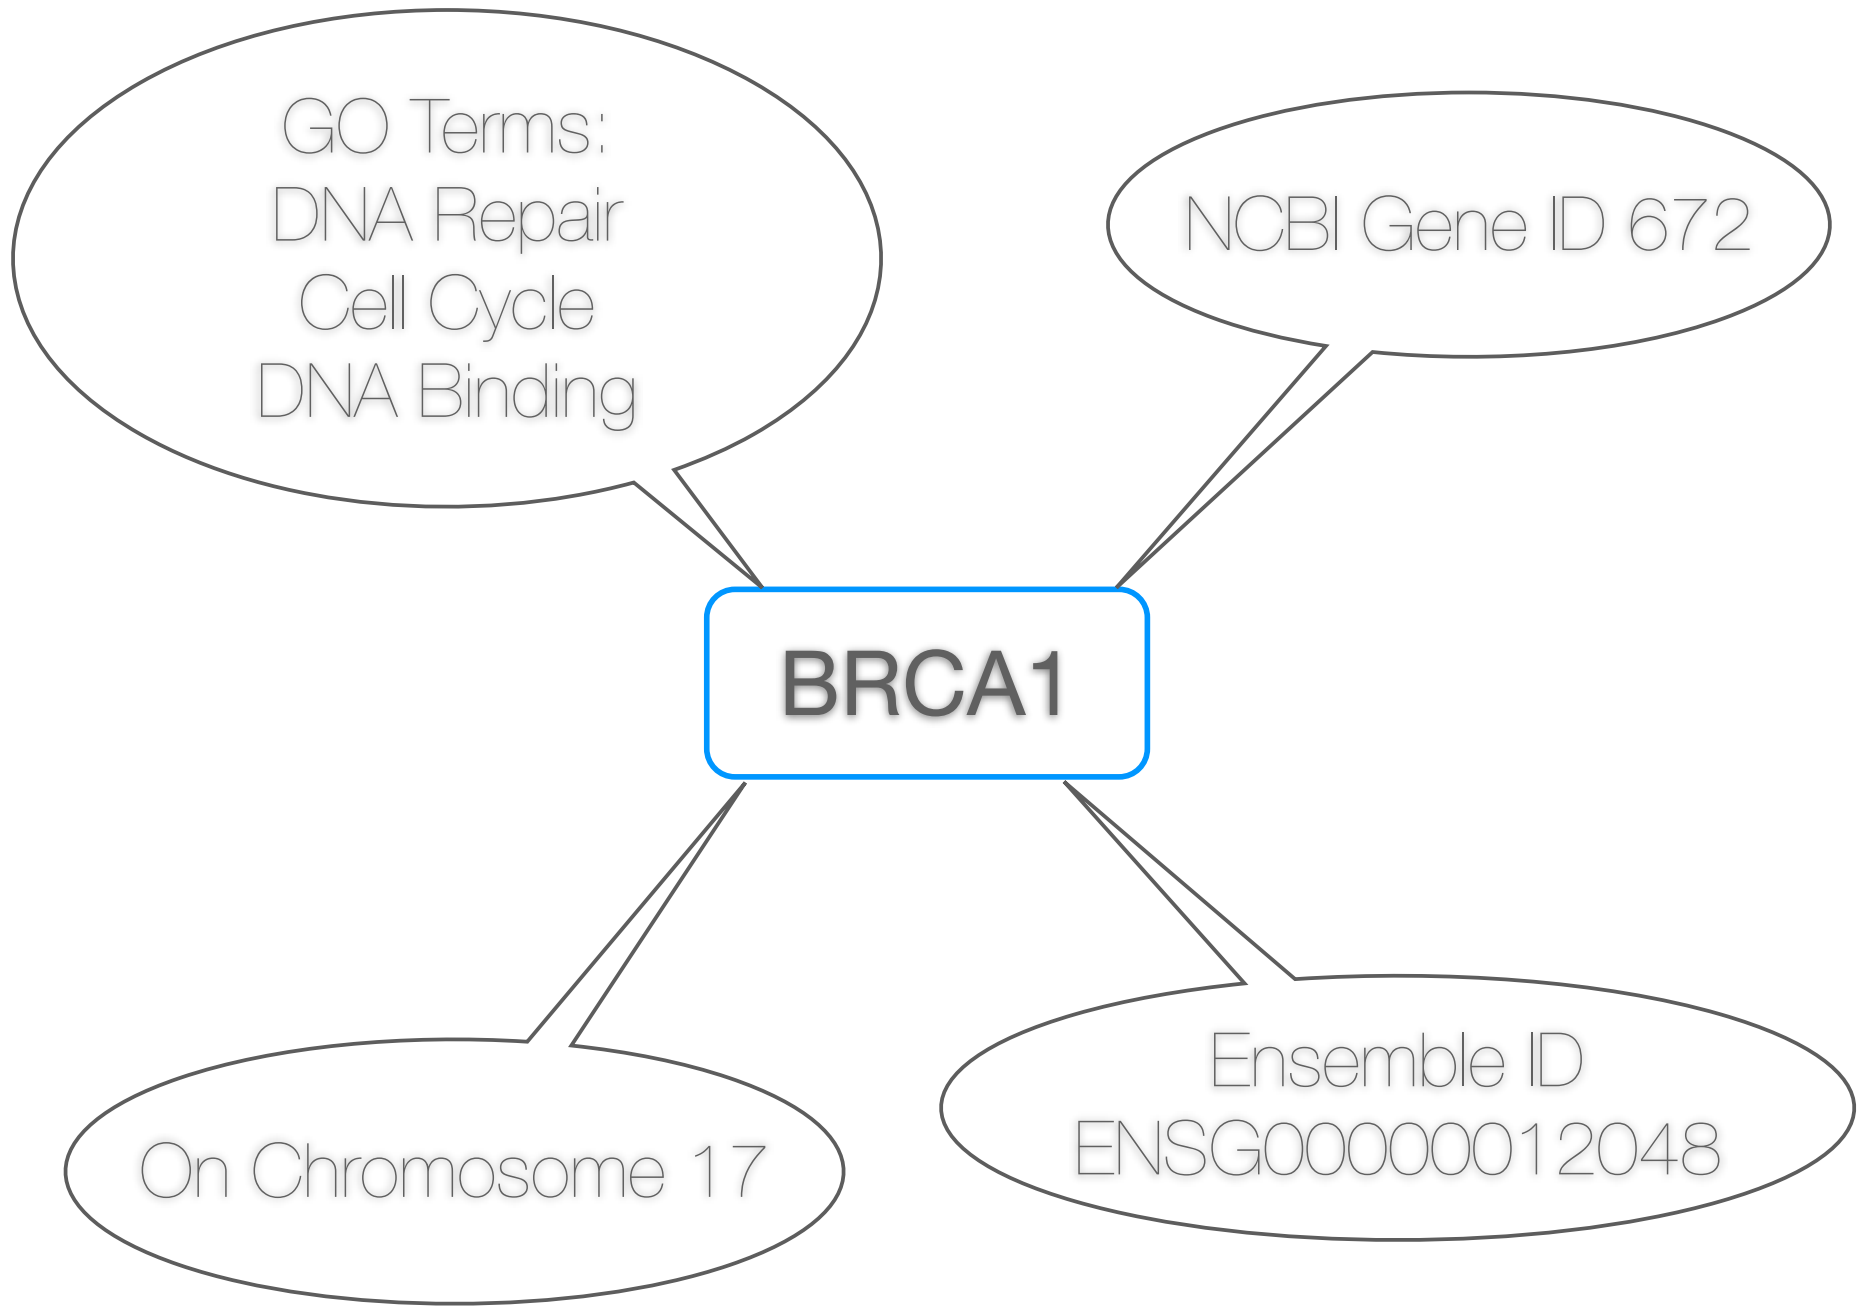 GO Terms:
DNA Repair
Cell Cycle
DNA Binding
NCBI Gene ID 672
BRCA1
On Chromosome 17
Ensemble ID
ENSG00000012048